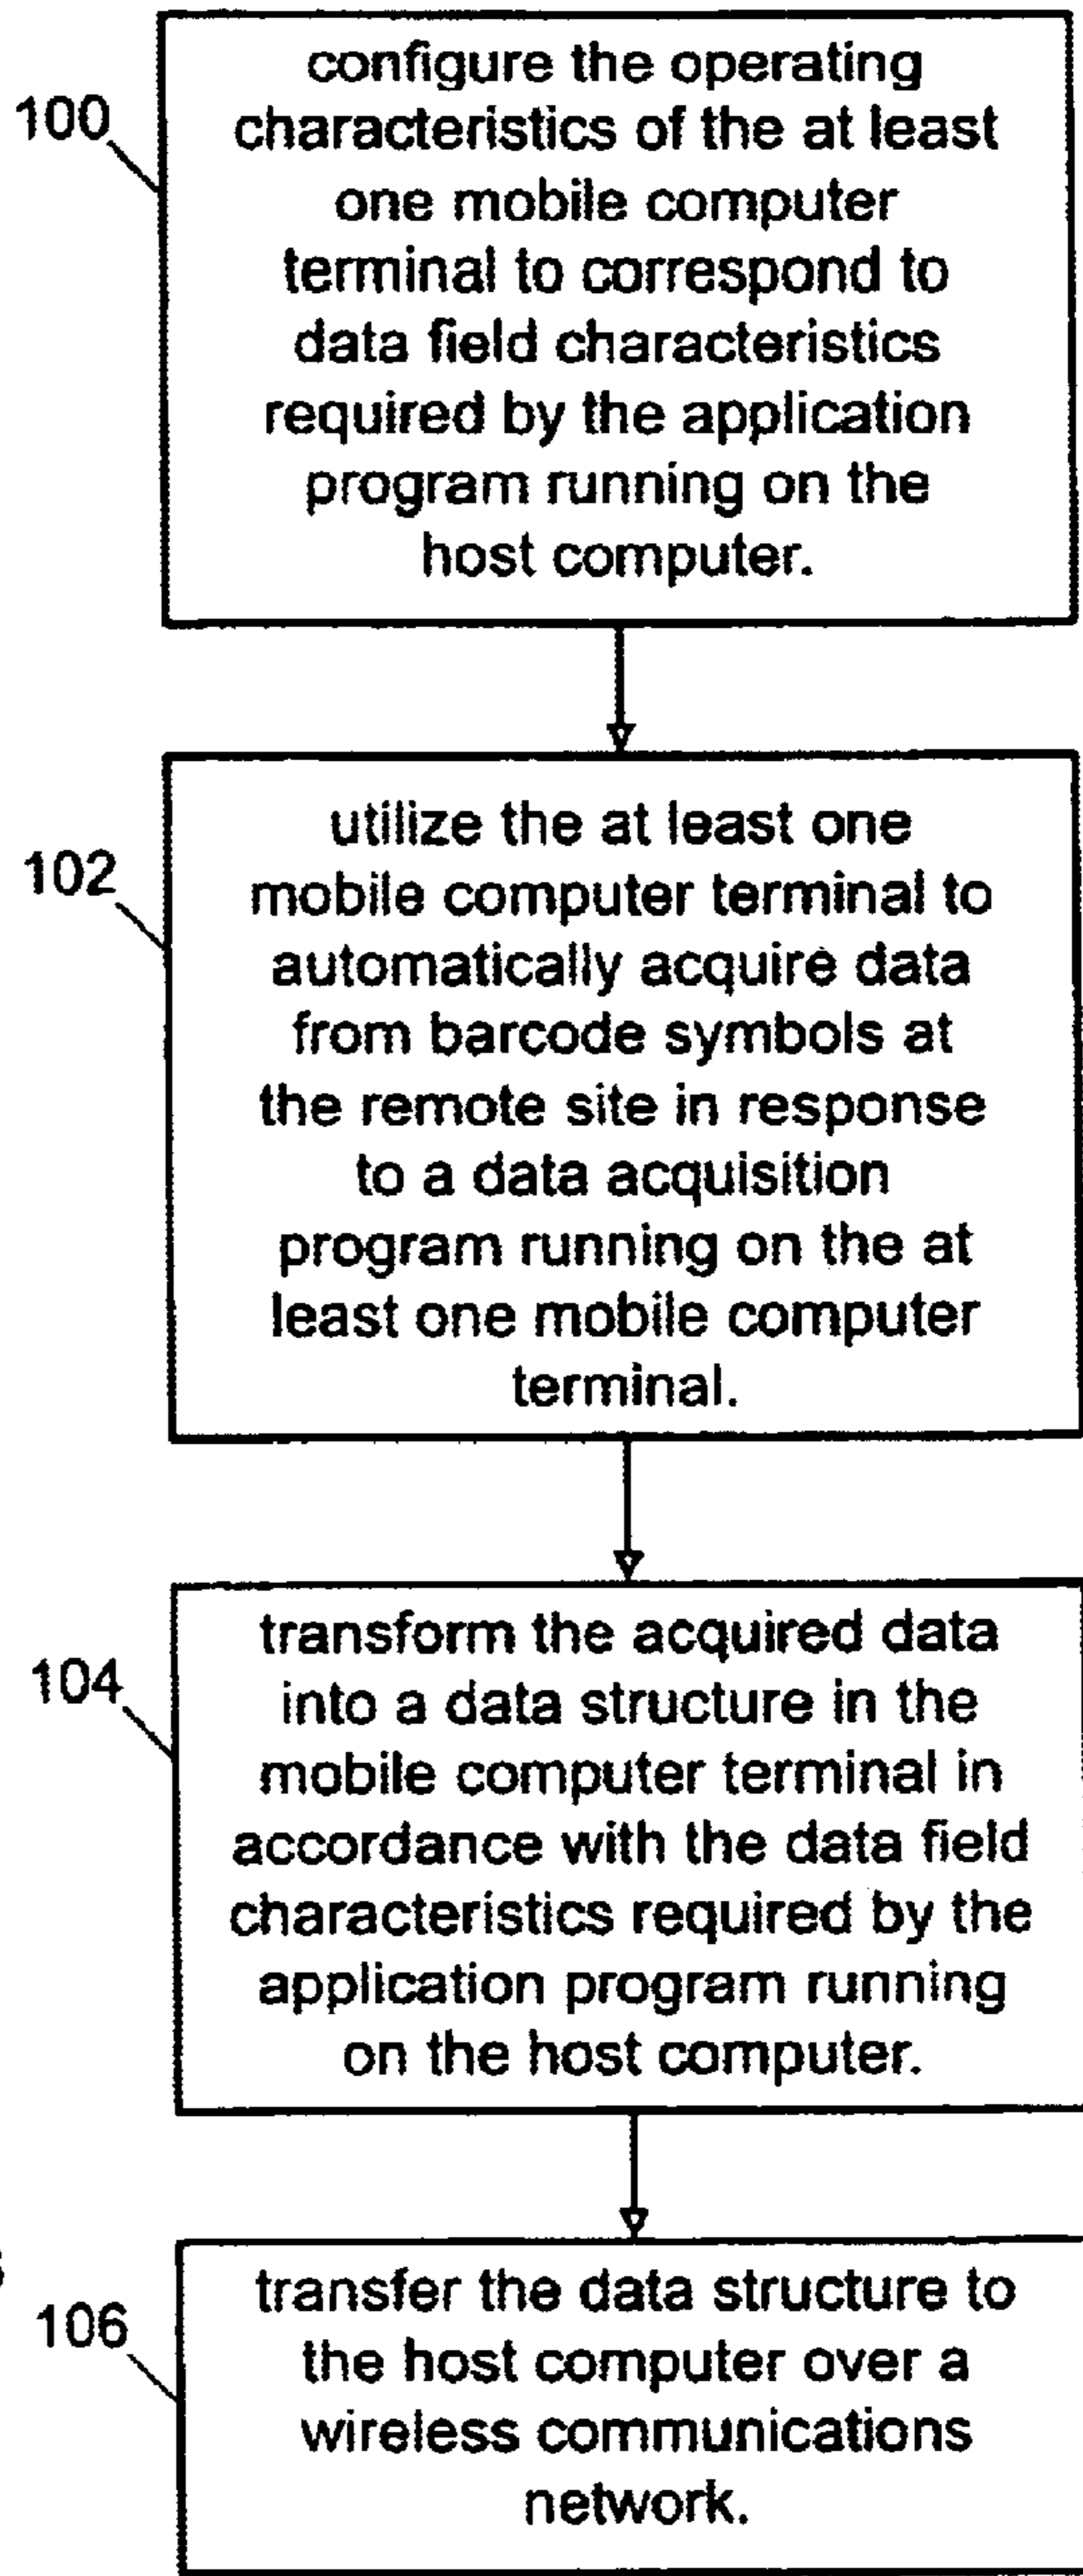 100
configure the operating
characteristics of the at least
one mobile computer
terminal to correspond to
data field characteristics
required by the application
program running on the
host computer.
102
utilize the at least one
mobile computer terminal to
automatically acquire data
from barcode symbols at
the remote site in response
to a data acquisition
program running on the at
least one mobile computer
terminal.
104
transform the acquired data
into a data structure in the
mobile computer terminal in
accordance with the data field
characteristics required by the
application program running
on the host computer.
106
transfer the data structure to
the host computer over a
wireless communications
network.